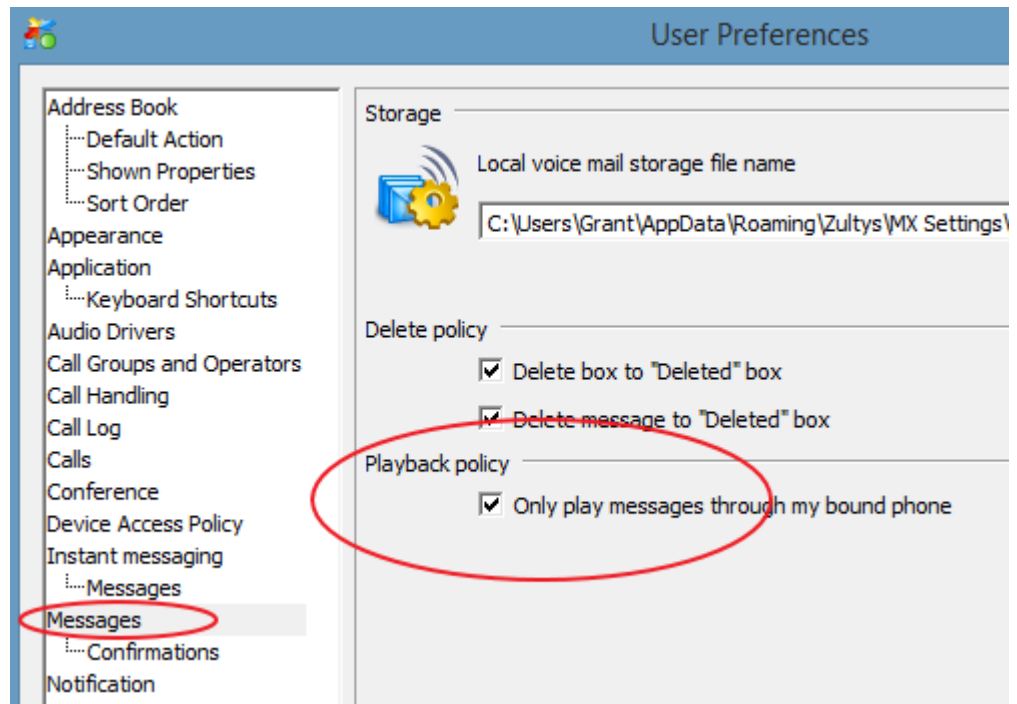 User Preferences
Address Book
Default Action
Shown Properties
Sort Order
Appearance
Application
Keyboard Shortcuts
Audio Drivers
Call Groups and Operators
Call Handling
Call Log
Calls
Conference
Device Access Policy
Instant messaging
Messages
Messages
Confirmations
Notification
Storage
Local voice mail storage file name
C:\Users\Grant\AppData\Roaming\Zultys\MX Settings\
Delete policy
Delete box to "Deleted" box
Delete message to "Deleted" box
Playback policy
Only play messages through my bound phone